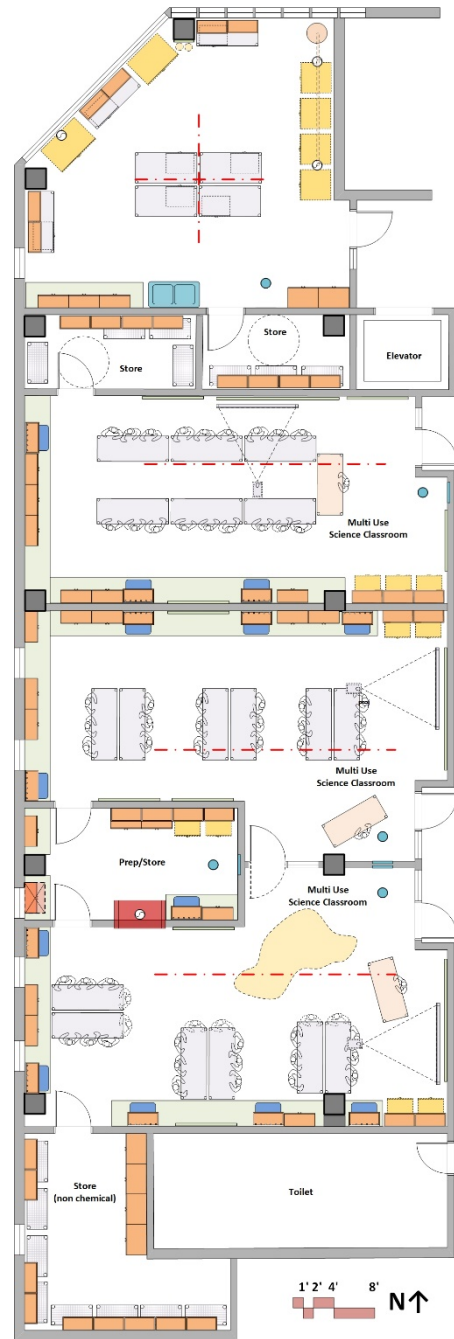 Store
Store
Elevator
Multi Use
Science Classroom
Multi Use
Science Classroom
Prep/Store
Multi Use
Science Classroom
Store
(non chemical)
Toilet
1' 2' 4' 8' N↑